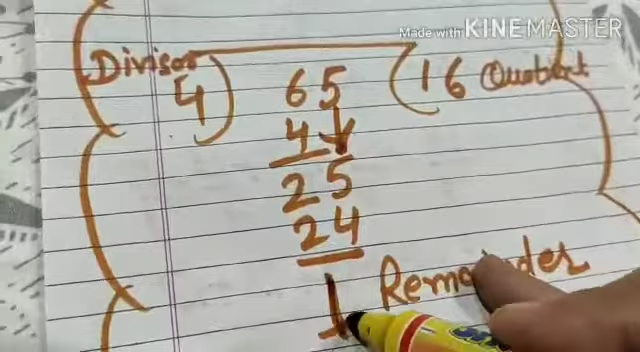 Made with KINEMASTER
Divisor
4) 65 (16 Quotient
4
25
24
1 Remainder